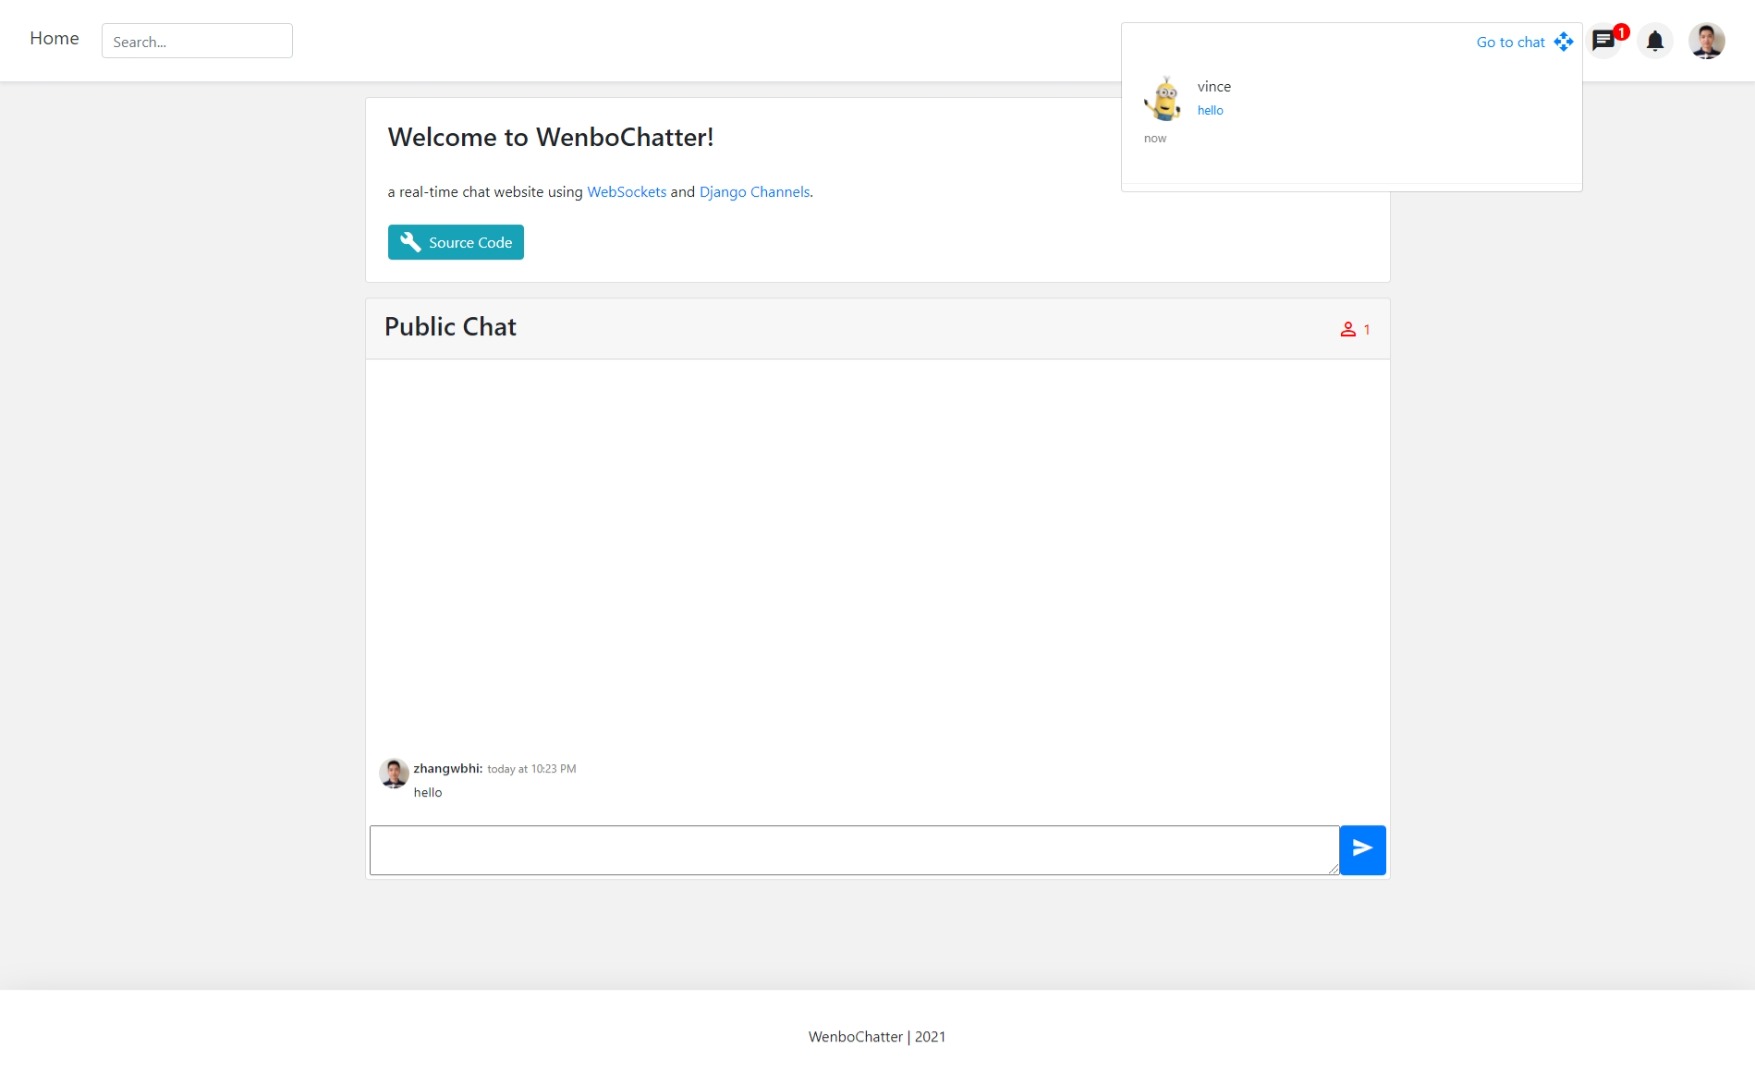 Home
Search...
Go to chat
1
vince
hello
now
Welcome to WenboChatter!
a real-time chat website using WebSockets and Django Channels.
Source Code
Public Chat
1
zhangwbhi: today at 10:23 PM
hello
WenboChatter | 2021